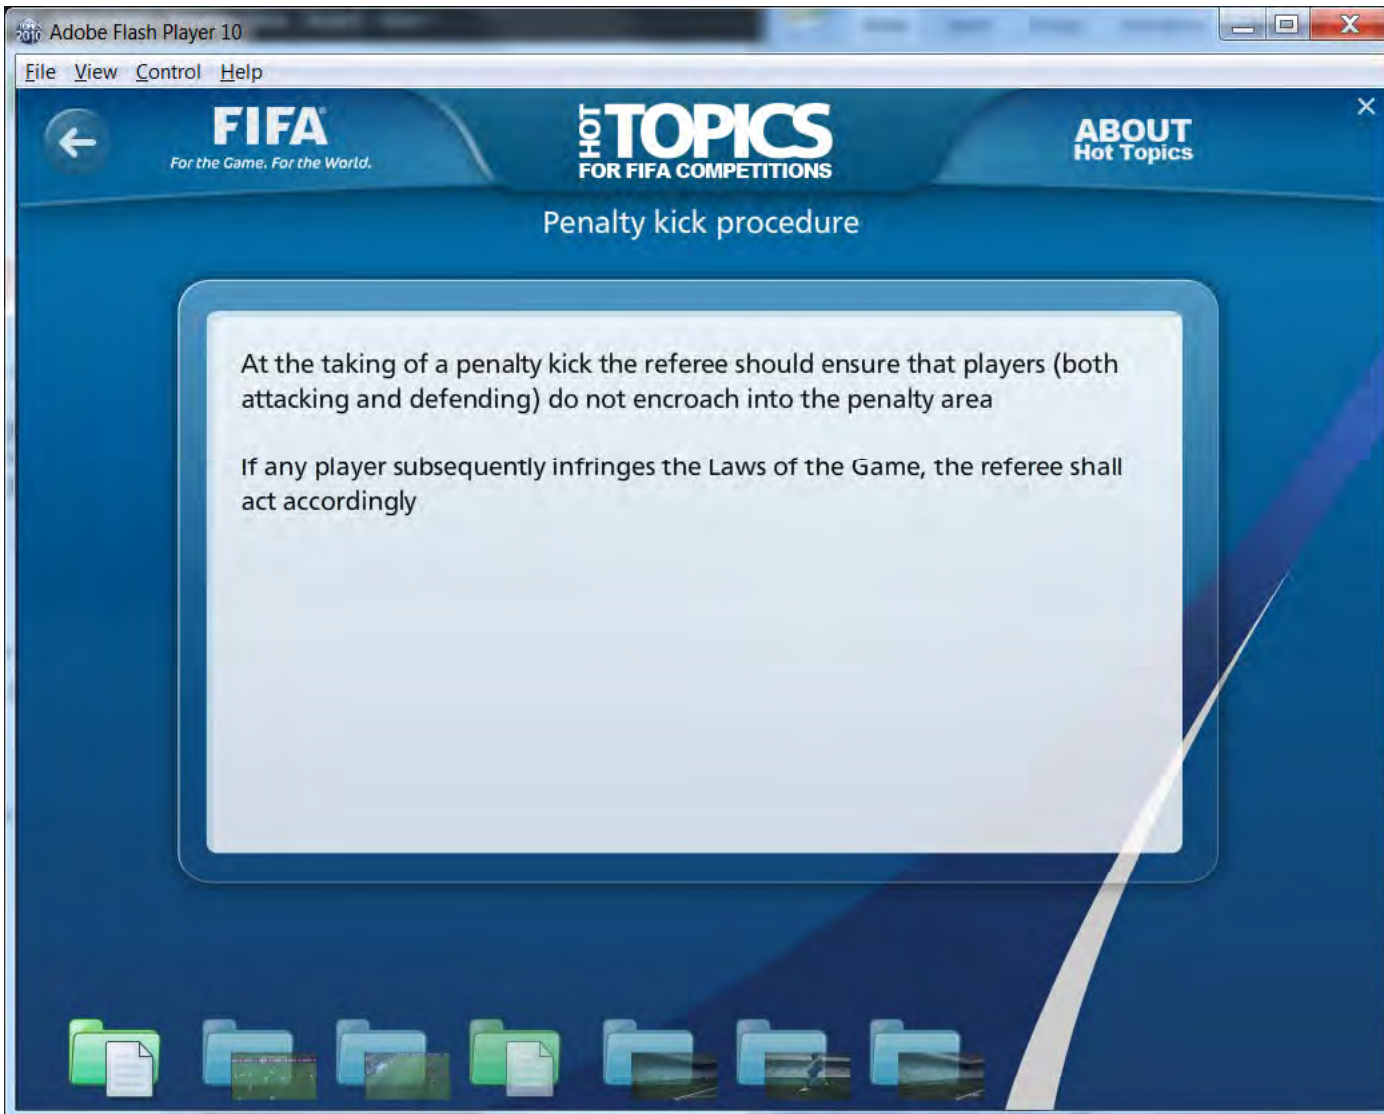 Adobe Flash Player 10
File View Control Help
FIFA
For the Game. For the World.
HOT TOPICS
FOR FIFA COMPETITIONS
ABOUT
Hot Topics
Penalty kick procedure
At the taking of a penalty kick the referee should ensure that players (both
attacking and defending) do not encroach into the penalty area
If any player subsequently infringes the Laws of the Game, the referee shall
act accordingly